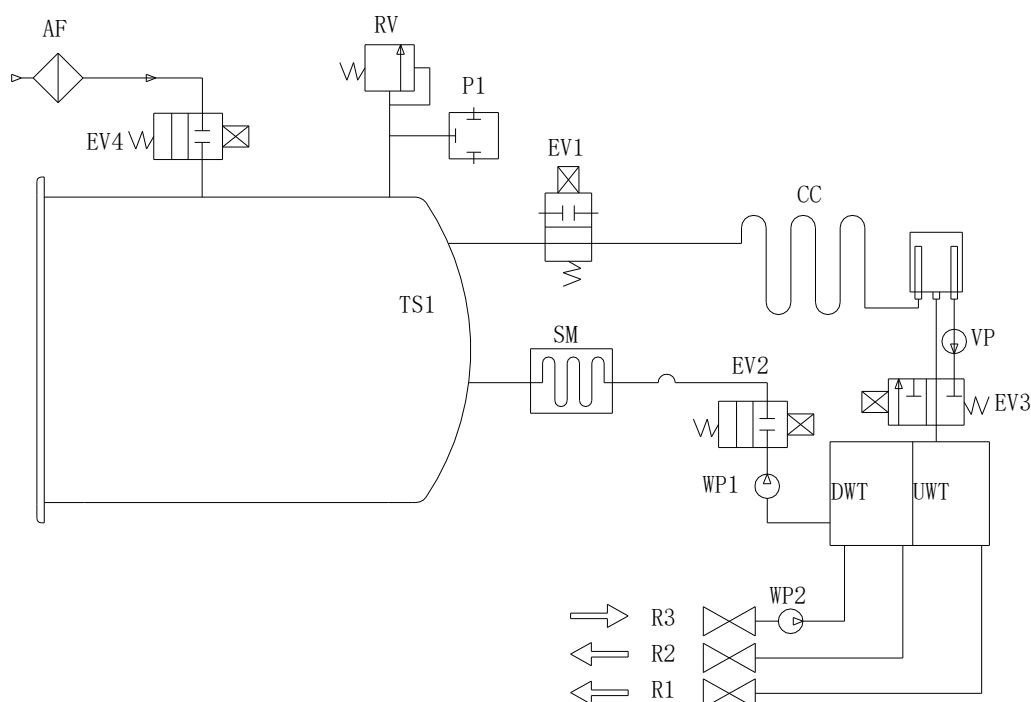 AF
RV
P1
EV4
EV1
CC
TS1
SM
VP
EV2
EV3
WP1
DWT
UWT
WP2
R3
R2
R1